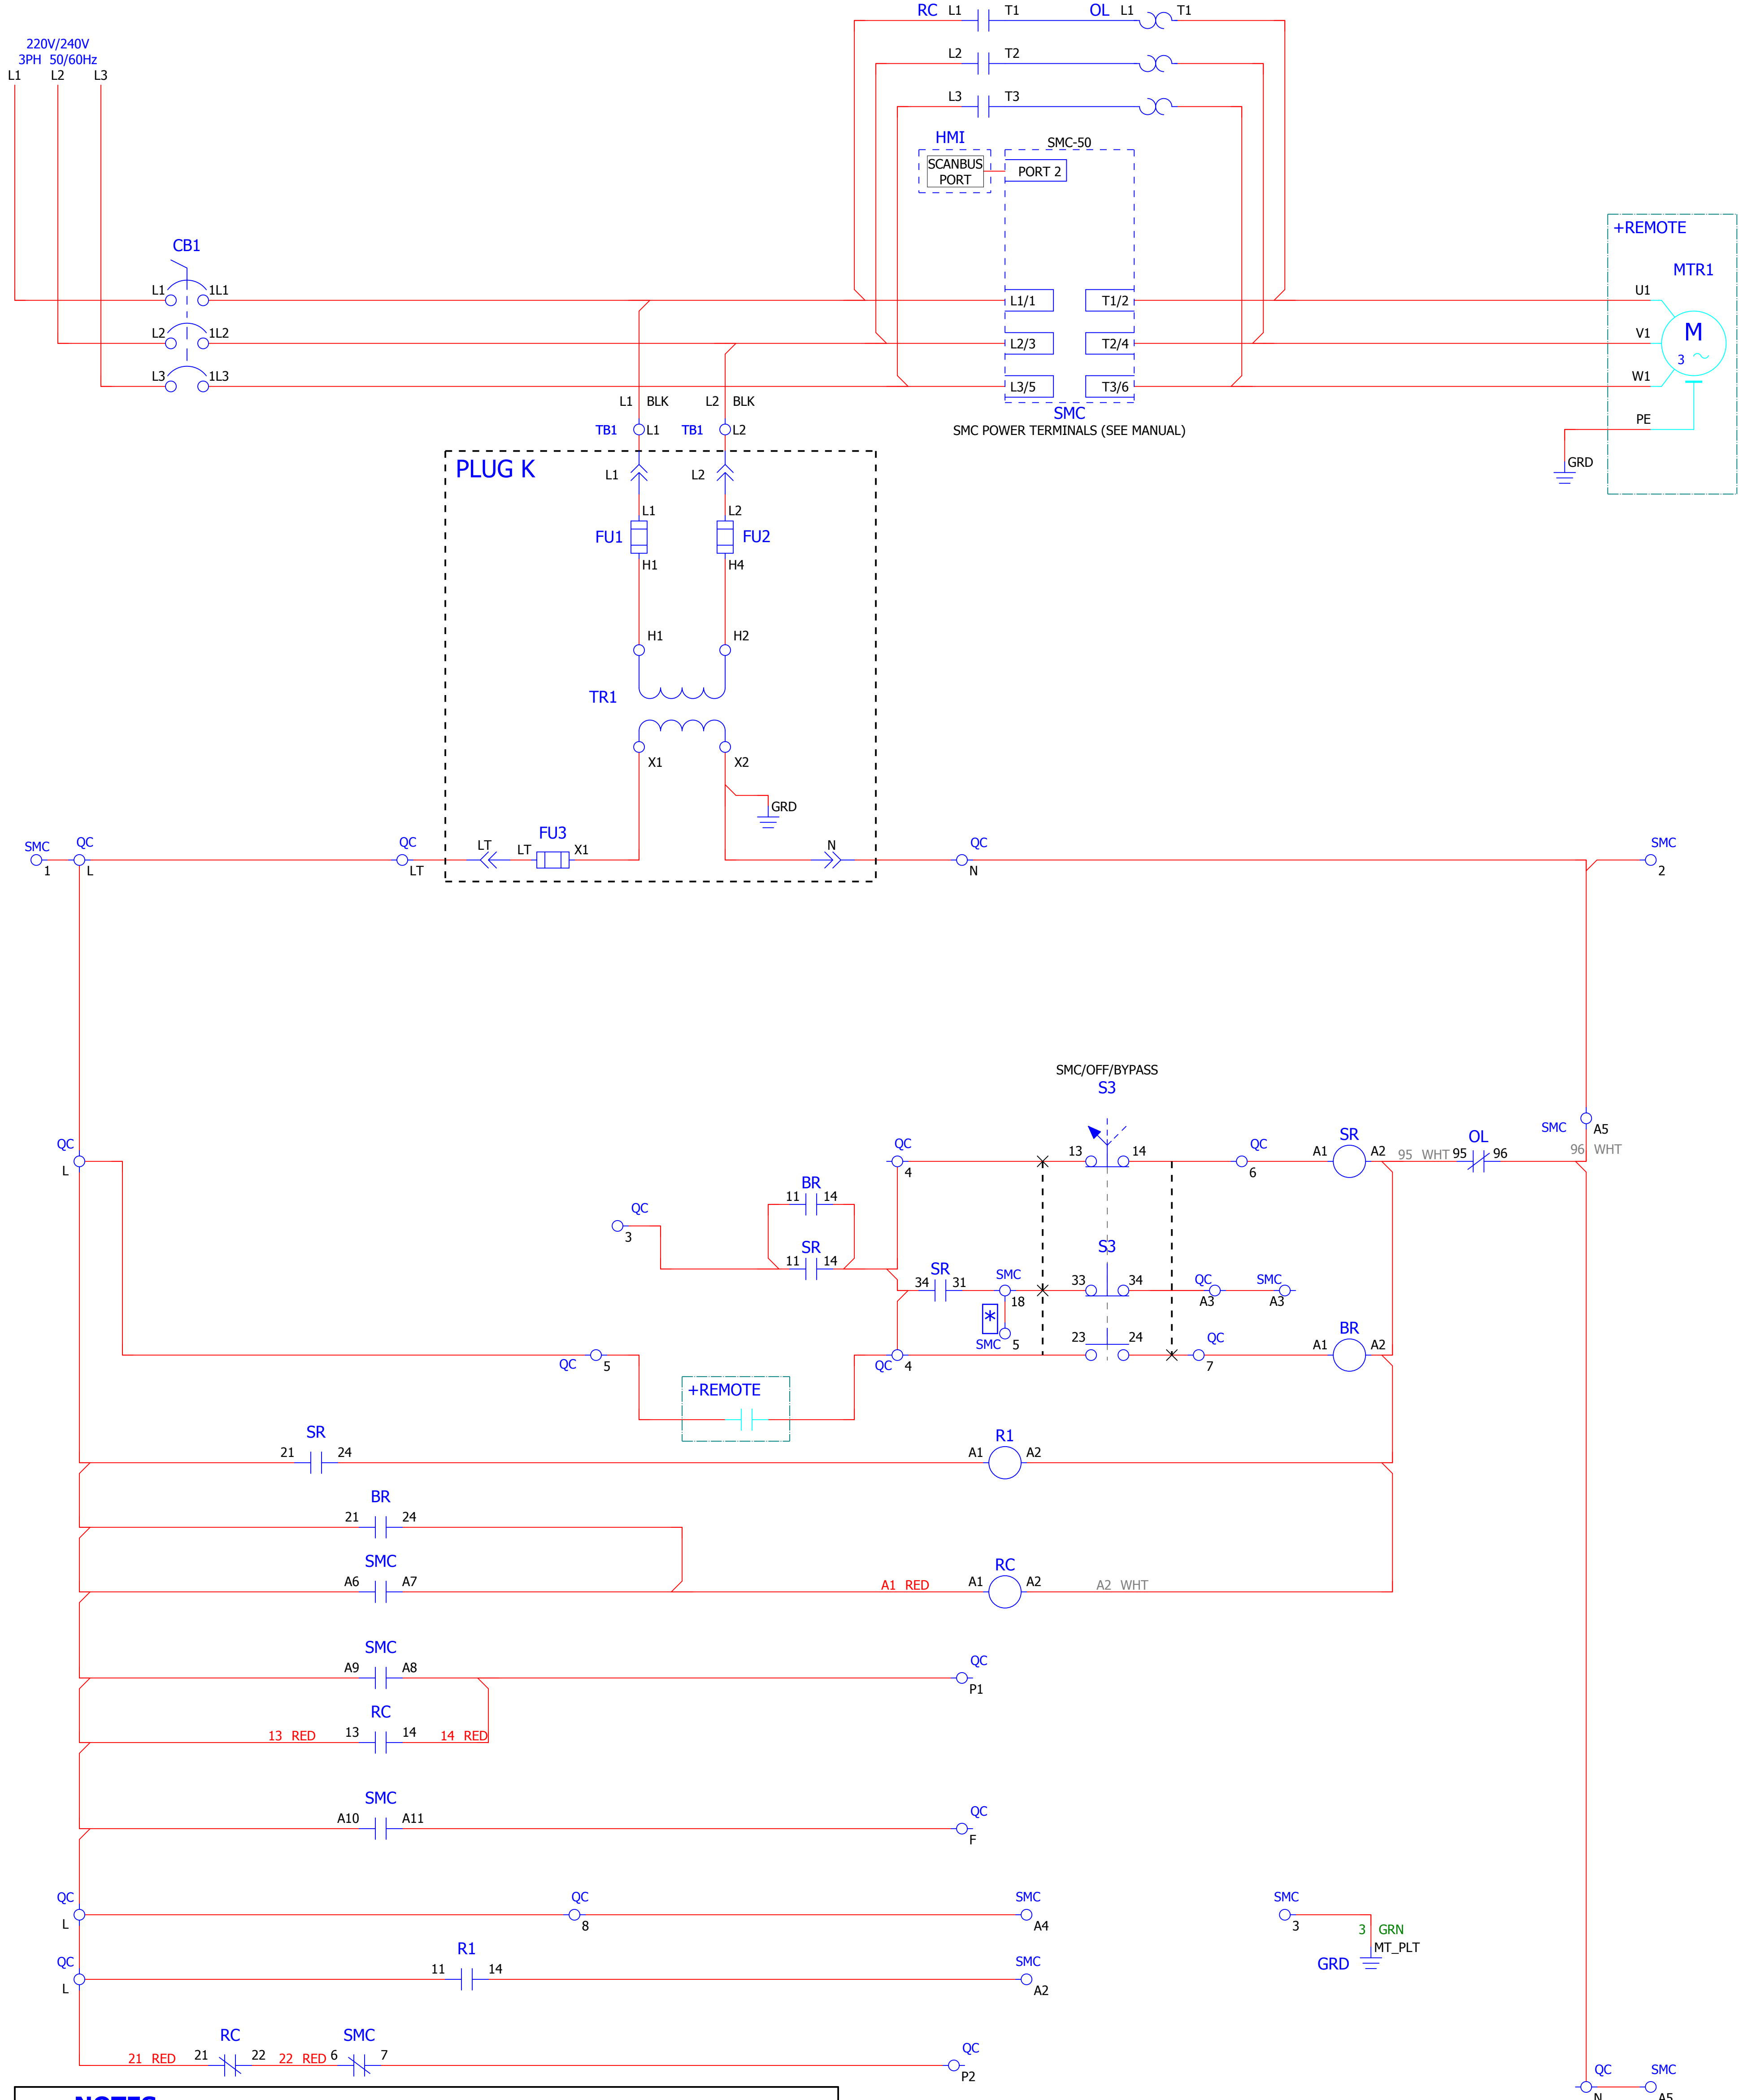 RC L1 T1 OL L1 T1
220V/240V
3PH 50/60Hz
L1 L2 L3
L2 T2
L3 T3
HMI
SMC-50
SCANBUS
PORT
PORT 2
+REMOTE
MTR1
CB1
L1 1L1
L1/1 T1/2
U1
L2 1L2
L2/3 T2/4
V1
M
3
L3 1L3
L3/5 T3/6
W1
L1 BLK L2 BLK
SMC
PE
TB1 L1 TB1 L2
SMC POWER TERMINALS (SEE MANUAL)
GRD
PLUG K
L1 L2
L1 L2
FU1 FU2
H1 H4
H1 H2
TR1
X1 X2
GRD
SMC QC QC FU3 QC SMC
LT LT X1 N
1 L LT N 2
SMC/OFF/BYPASS
S3
SMC A5
QC QC 13 14 QC SR OL
A1 A2 95 WHT 95 96 96 WHT
L 4 6
BR
11 14
QC
3
SR
11 14
S3
SR
34 31
SMC
18
33 34
QC SMC
A3 A3
*
SMC 5
23 24
QC
7
BR
A1 A2
QC 5
QC 4
+REMOTE
SR
21 24
R1
A1 A2
BR
21 24
SMC
A6 A7
RC
A1 RED A1 A2 A2 WHT
SMC
A9 A8
QC
P1
RC
13 RED 13 14 14 RED
SMC
A10 A11
QC
F
QC QC SMC SMC
L 8 A4 3
3 GRN
MT_PLT
GRD
QC R1 SMC
11 14
L A2
RC SMC
21 RED 21 22 22 RED 6 7
QC
P2
QC SMC
N A5
NOTES